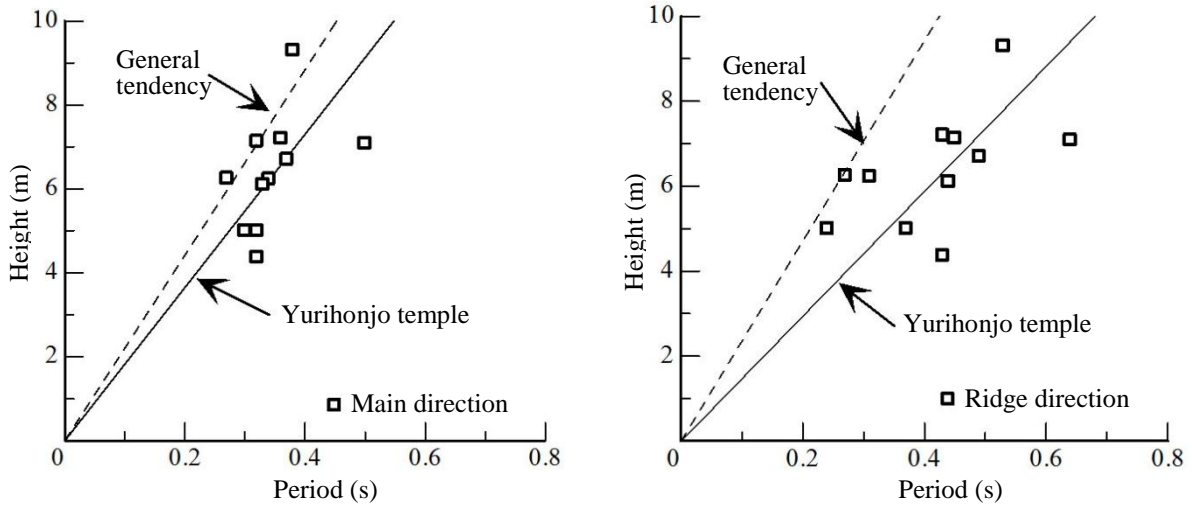 10
8
6
4
2
0
0.2
0.4
0.6
0.8
Height (m)
Period (s)
General
tendency
Yurihonjo temple
Main direction
10
8
6
4
2
0
0.2
0.4
0.6
0.8
Height (m)
Period (s)
General
tendency
Yurihonjo temple
Ridge direction